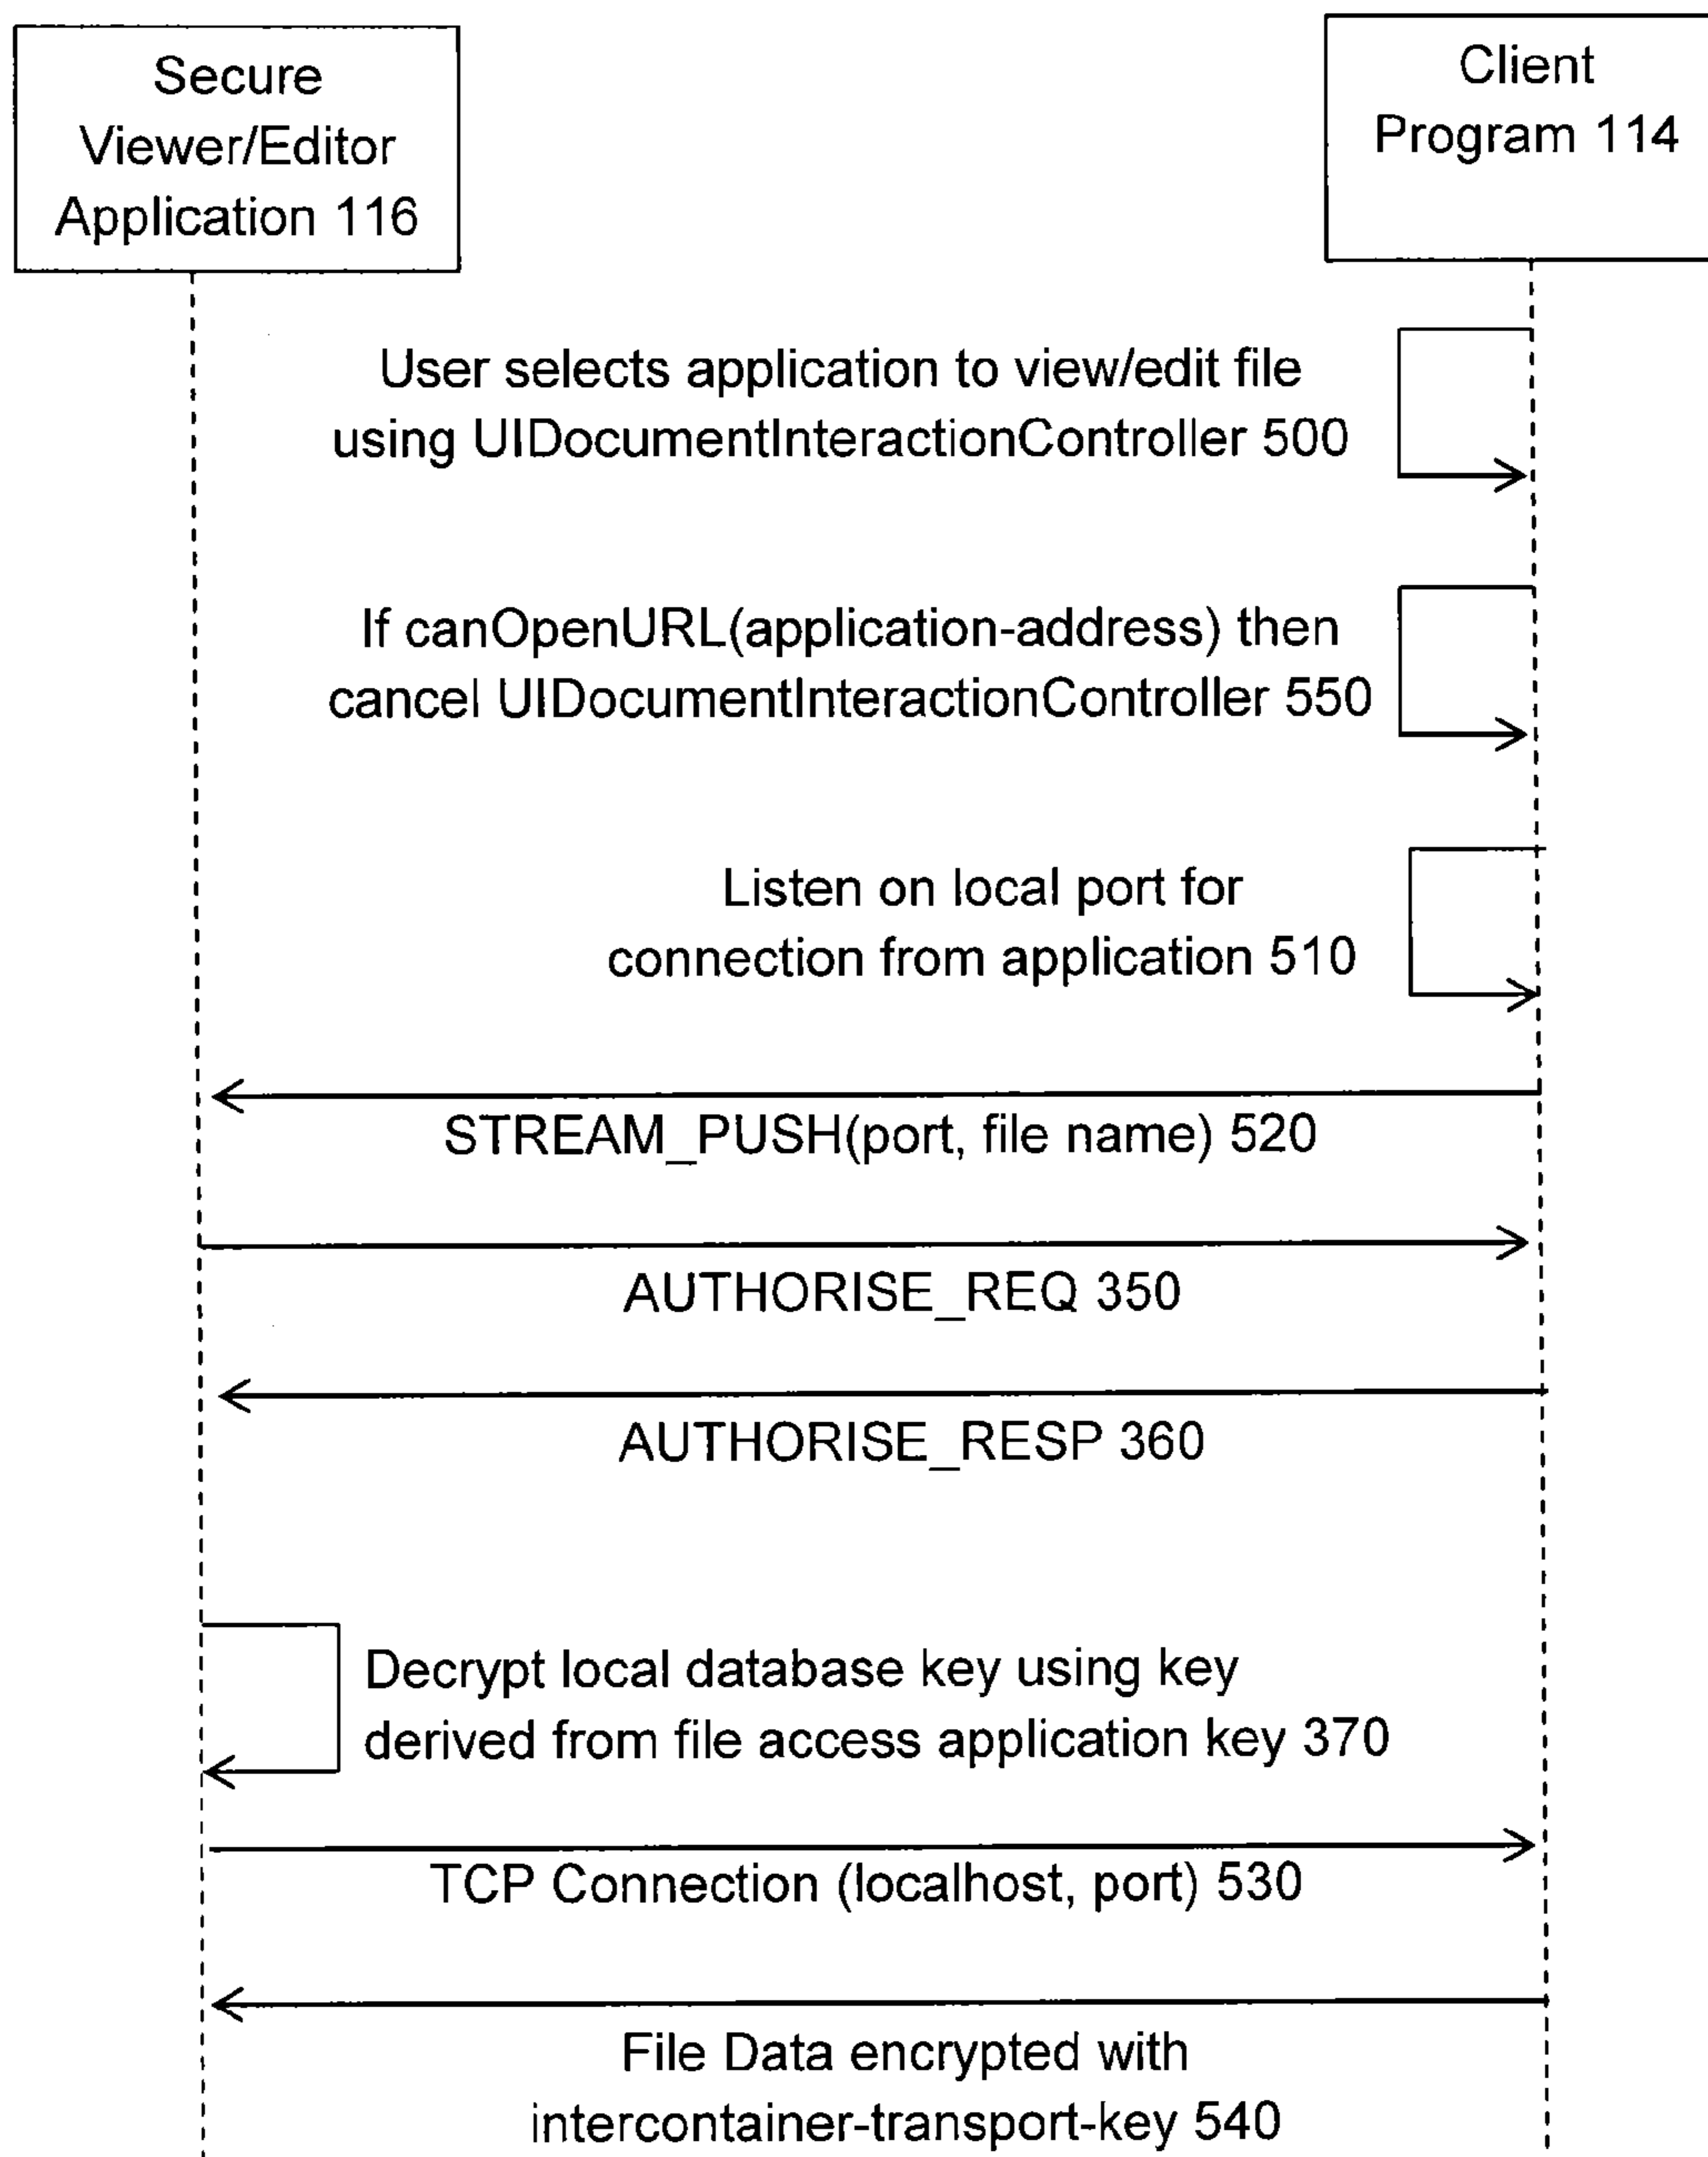 Secure
Viewer/Editor
Application 116
Client
Program 114
User selects application to view/edit file
using UIDocumentInteractionController 500
If canOpenURL(application-address) then
cancel UIDocumentInteractionController 550
Listen on local port for
connection from application 510
STREAM_PUSH(port, file name) 520
AUTHORISE_REQ 350
AUTHORISE_RESP 360
Decrypt local database key using key
derived from file access application key 370
TCP Connection (localhost, port) 530
File Data encrypted with
intercontainer-transport-key 540